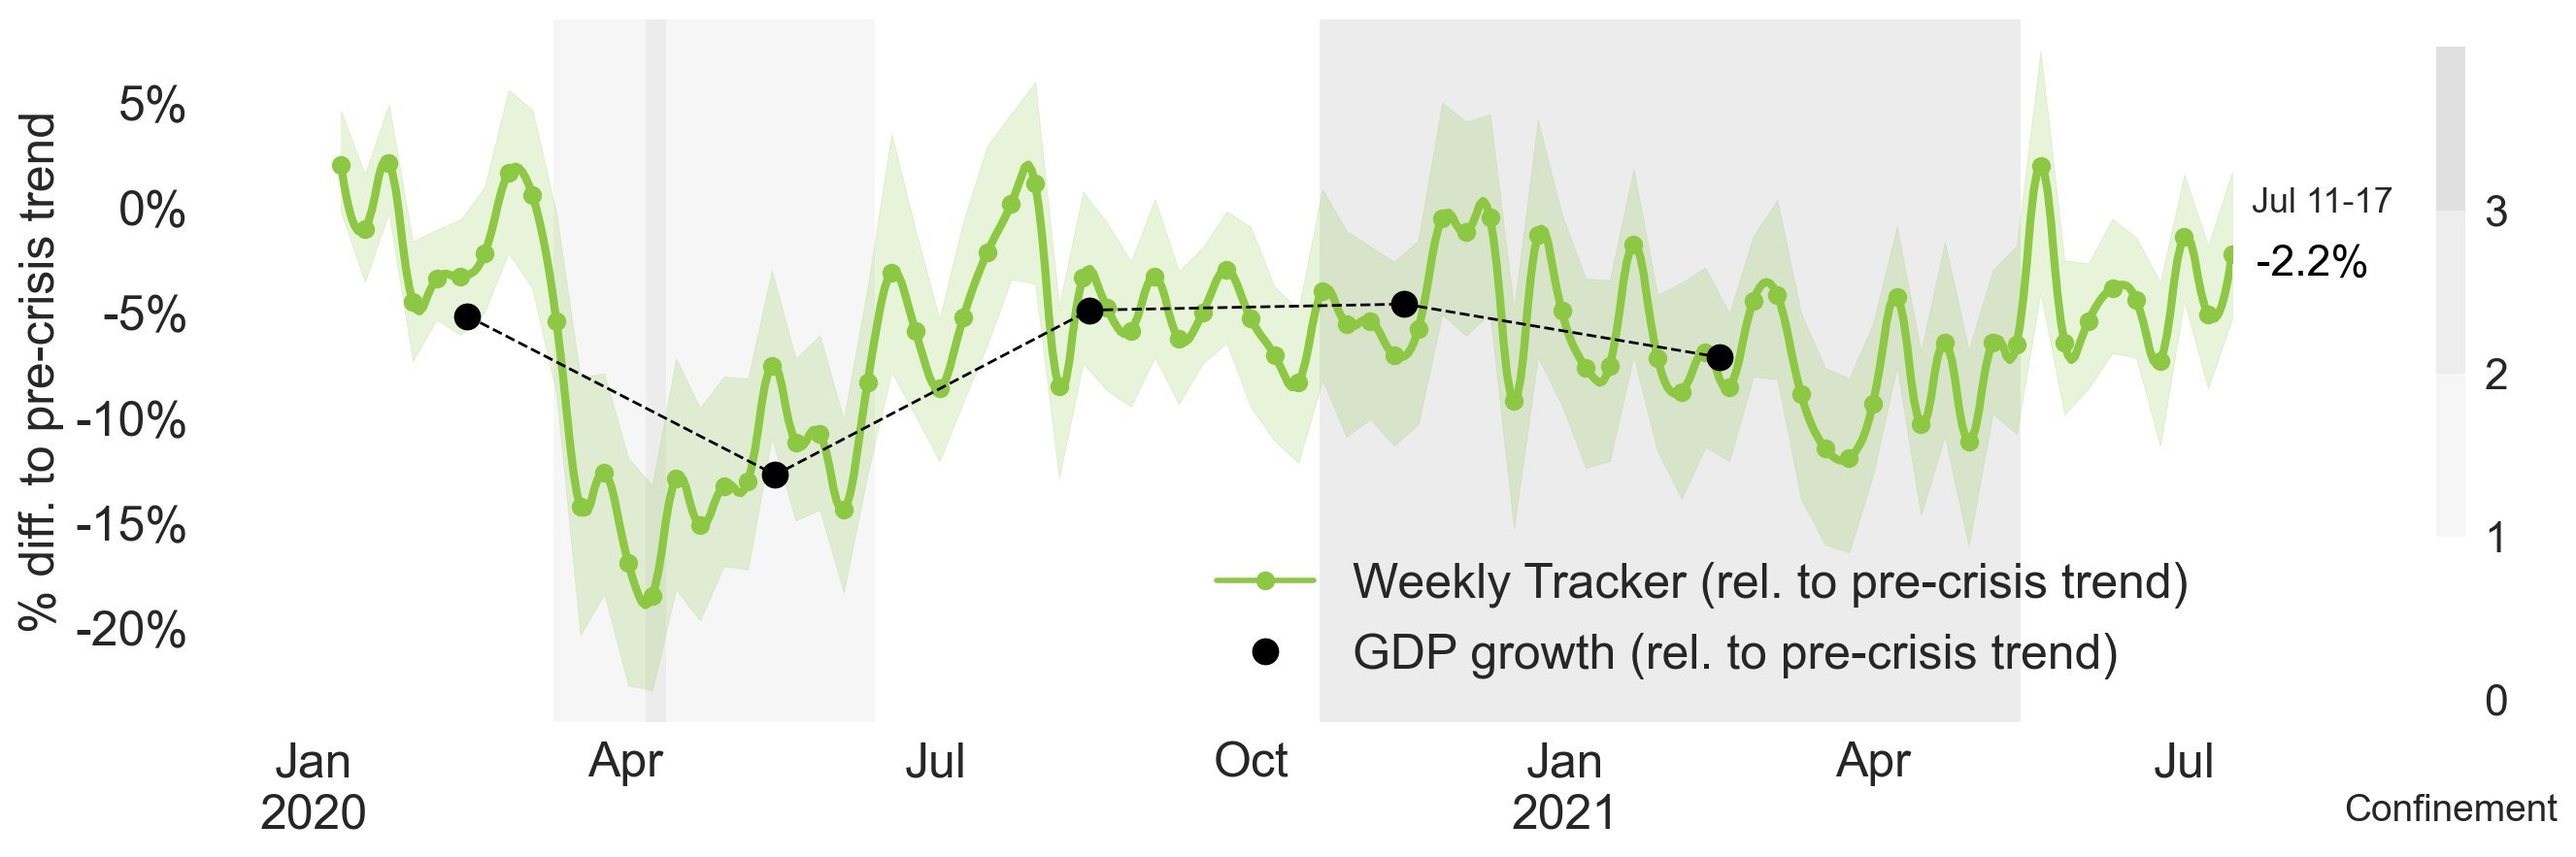 % diff. to pre-crisis trend
5%
0%
-5%
-10%
-15%
-20%
Jul 11-17
-2.2%
3
2
1
0
Weekly Tracker (rel. to pre-crisis trend)
GDP growth (rel. to pre-crisis trend)
Jan Apr Jul Oct Jan Apr Jul
2020 2021
Confinement